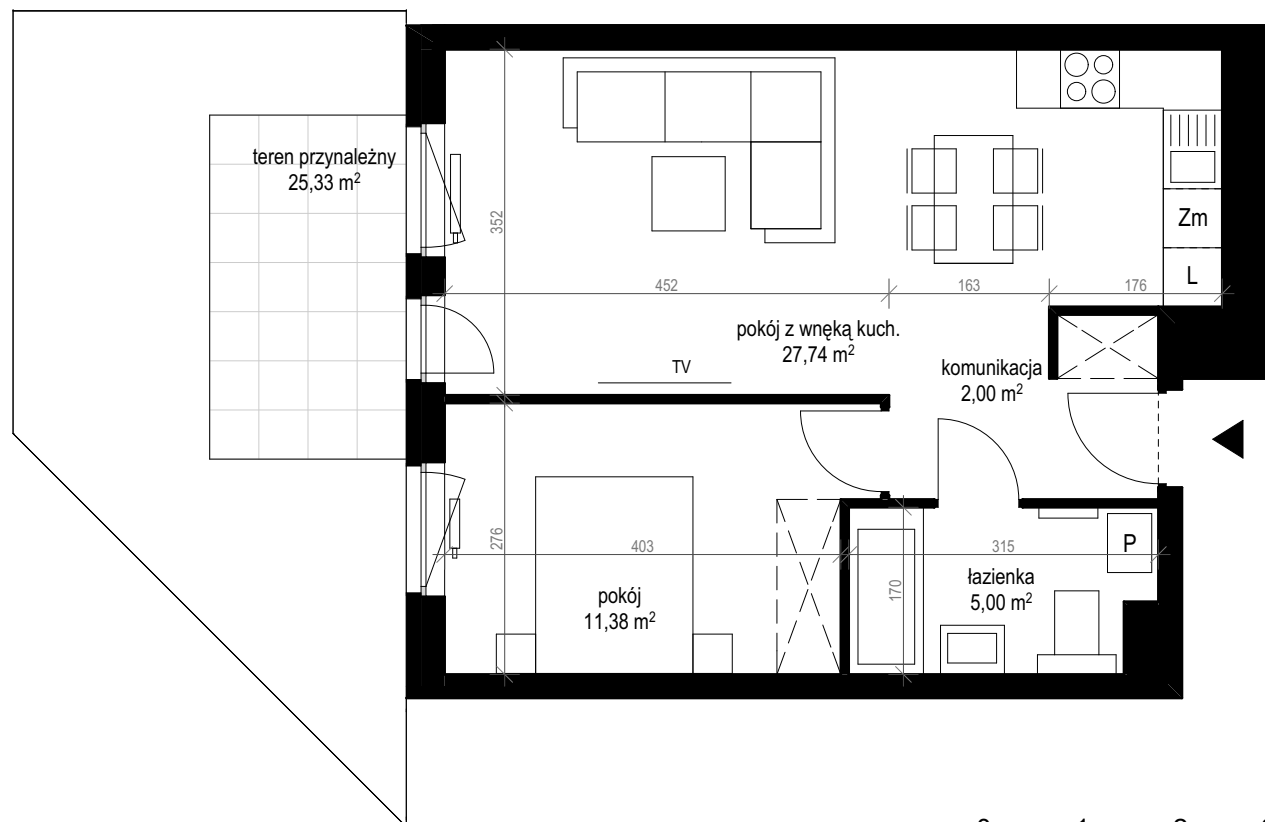 teren przynależny
25,33 m²
352
Zm
L
452
163
176
pokój z wnęką kuch.
27,74 m²
TV
komunikacja
2,00 m²
276
403
315
P
170
łazienka
5,00 m²
pokój
11,38 m²